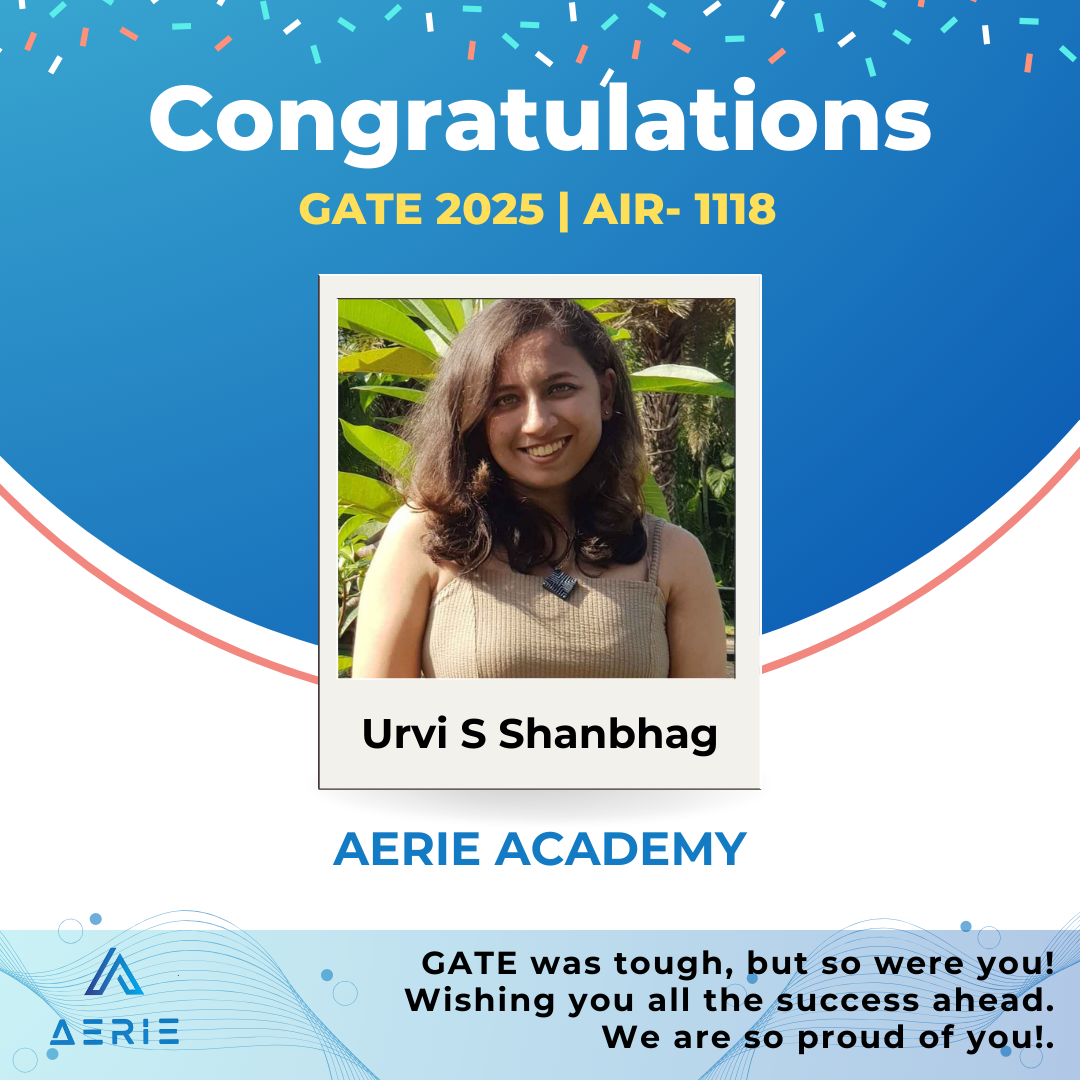 Congratulations
GATE 2025 | AIR- 1118
Urvi S Shanbhag
AERIE ACADEMY
AERIE
GATE was tough, but so were you!
Wishing you all the success ahead.
We are so proud of you!.